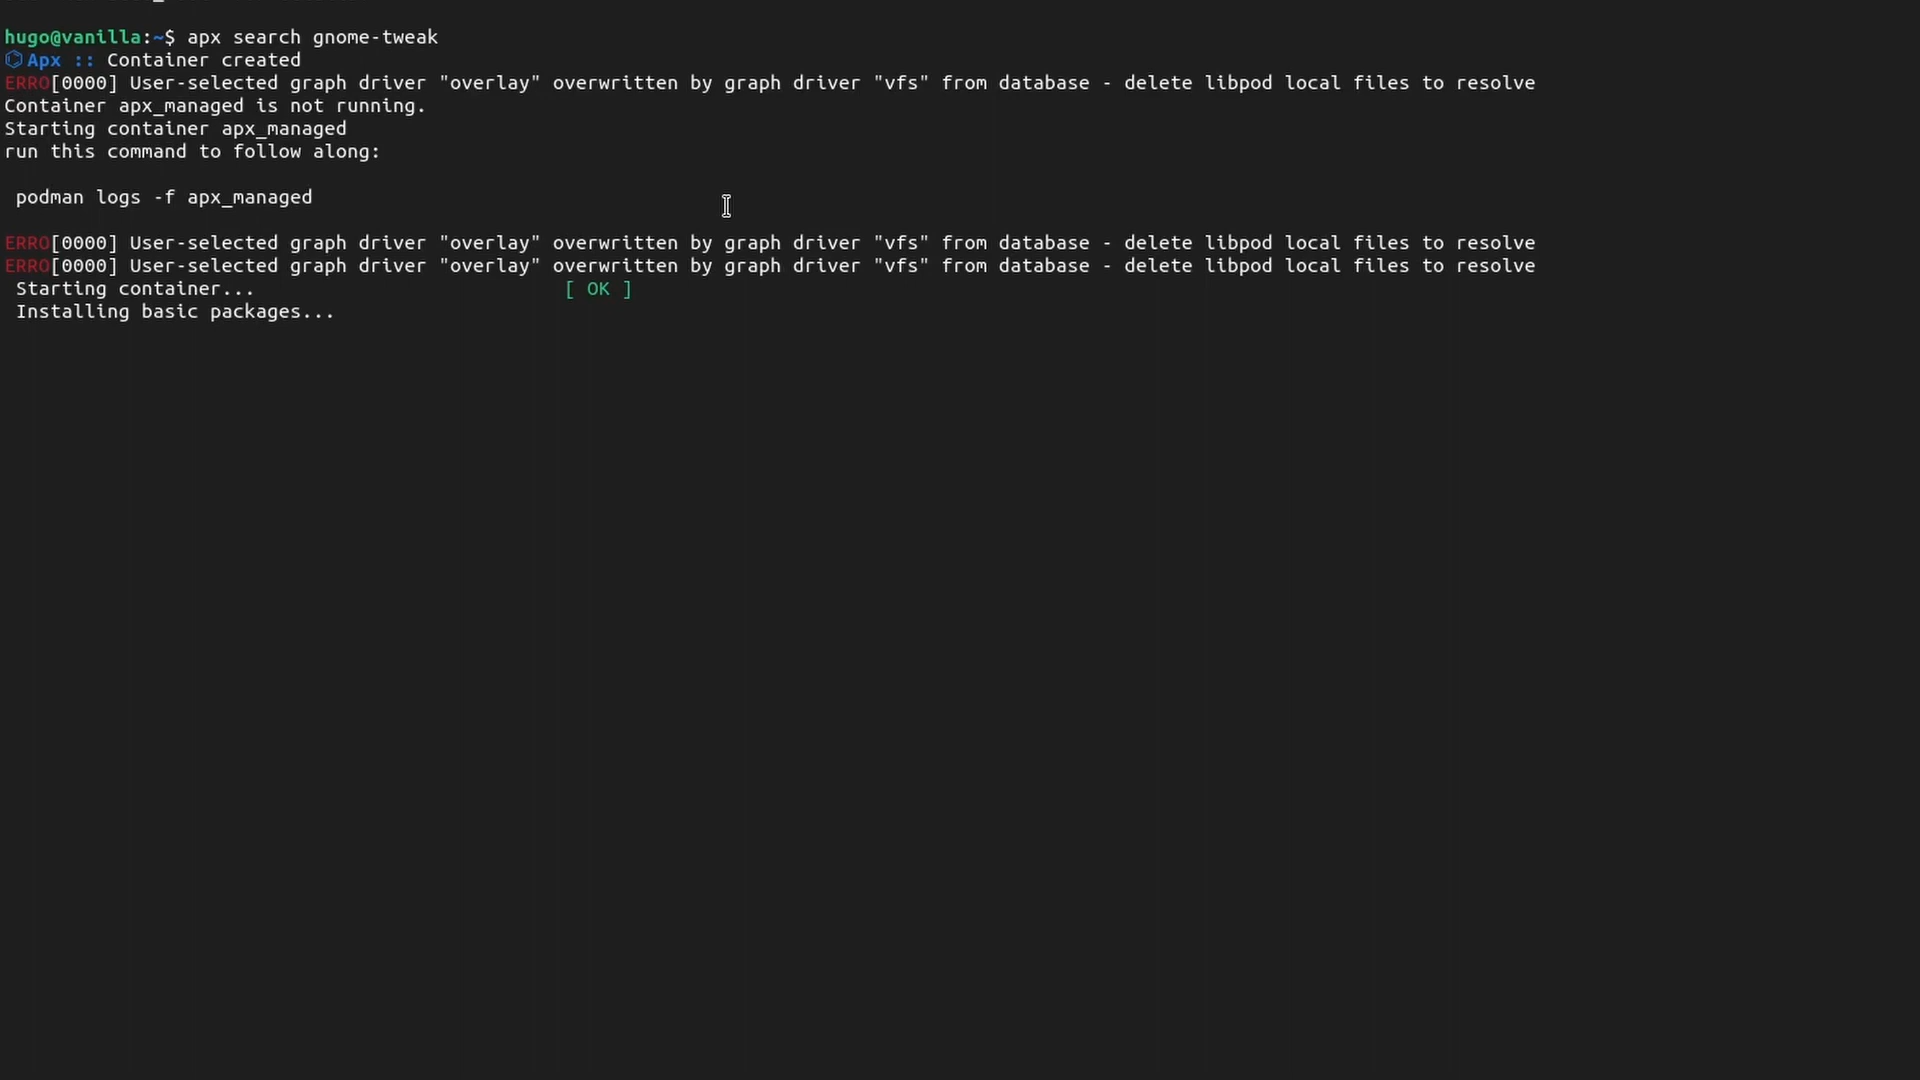 hugo@vanilla:~$ apx search gnome-tweak
Apx :: Container created
ERRO[0000] User-selected graph driver "overlay" overwritten by graph driver "vfs" from database - delete libpod local files to resolve
Container apx_managed is not running.
Starting container apx_managed
run this command to follow along:
podman logs -f apx_managed
ERRO[0000] User-selected graph driver "overlay" overwritten by graph driver "vfs" from database - delete libpod local files to resolve
ERRO[0000] User-selected graph driver "overlay" overwritten by graph driver "vfs" from database - delete libpod local files to resolve
Starting container... [ OK ]
Installing basic packages...